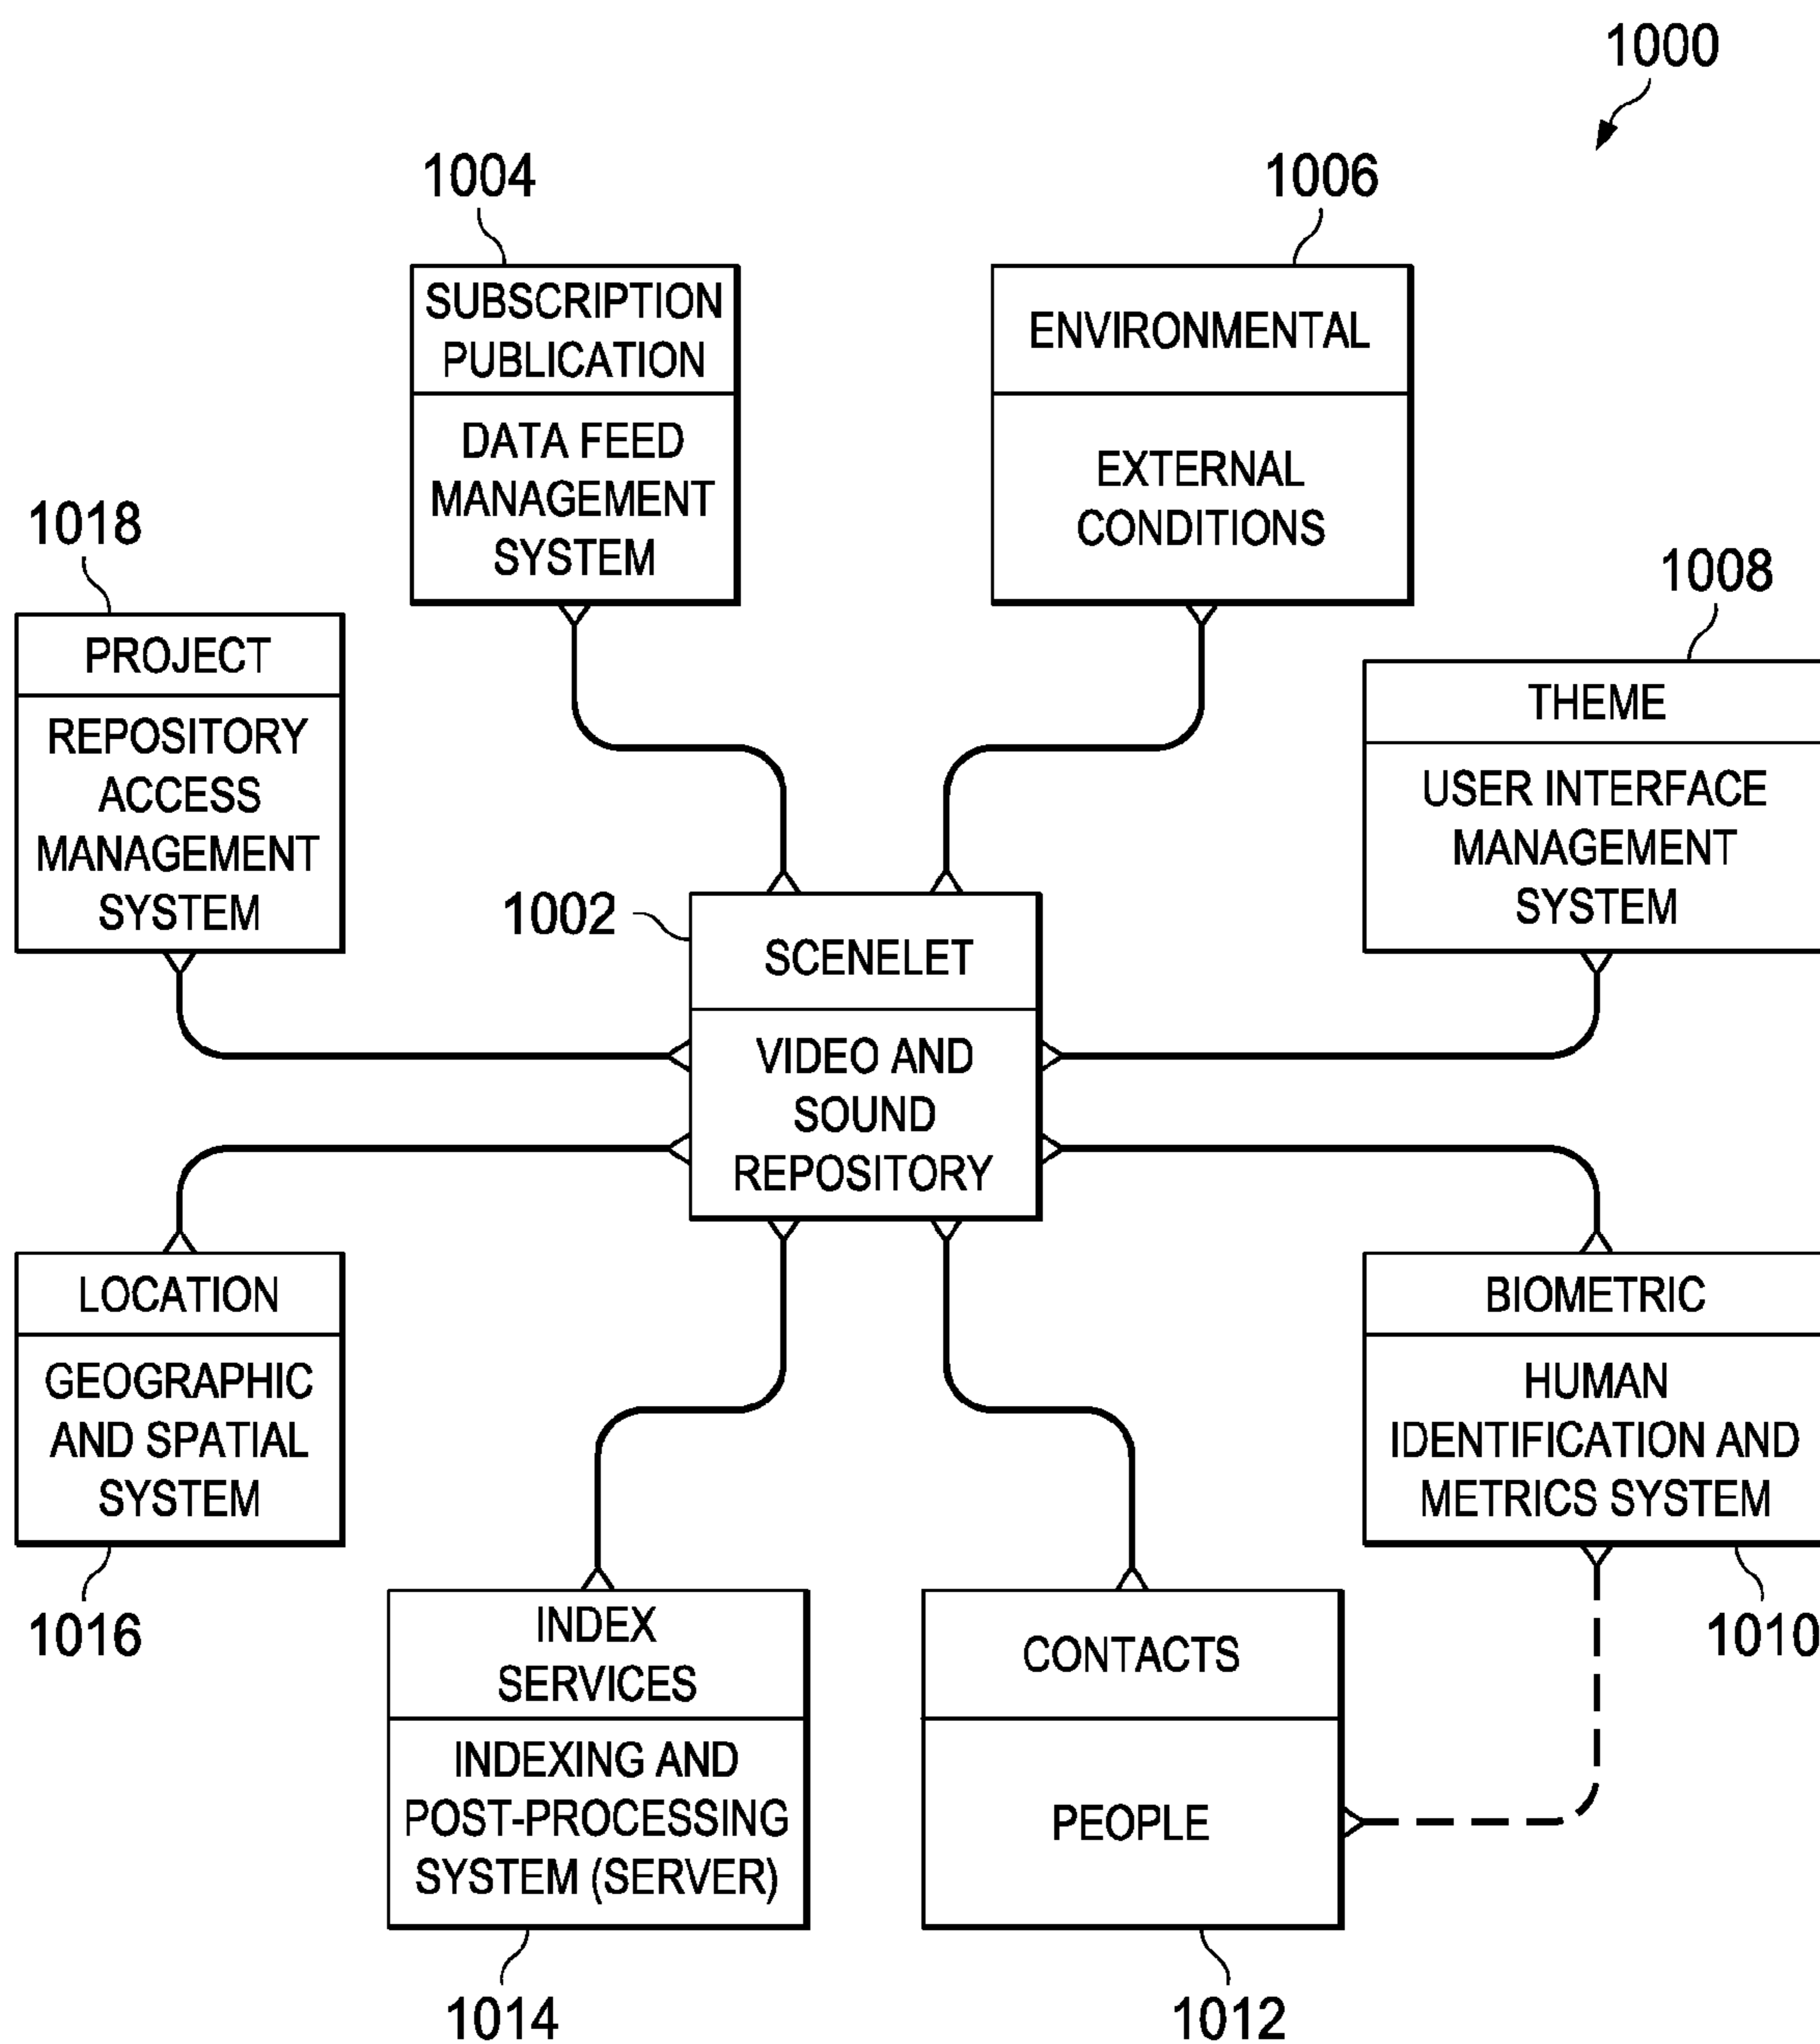 1000
1004
SUBSCRIPTION
PUBLICATION
DATA FEED
MANAGEMENT
SYSTEM
1006
ENVIRONMENTAL
EXTERNAL
CONDITIONS
1018
PROJECT
REPOSITORY
ACCESS
MANAGEMENT
SYSTEM
1008
THEME
USER INTERFACE
MANAGEMENT
SYSTEM
1002
SCENELET
VIDEO AND
SOUND
REPOSITORY
LOCATION
GEOGRAPHIC
AND SPATIAL
SYSTEM
1016
BIOMETRIC
HUMAN
IDENTIFICATION AND
METRICS SYSTEM
1010
INDEX
SERVICES
INDEXING AND
POST-PROCESSING
SYSTEM (SERVER)
1014
CONTACTS
PEOPLE
1012